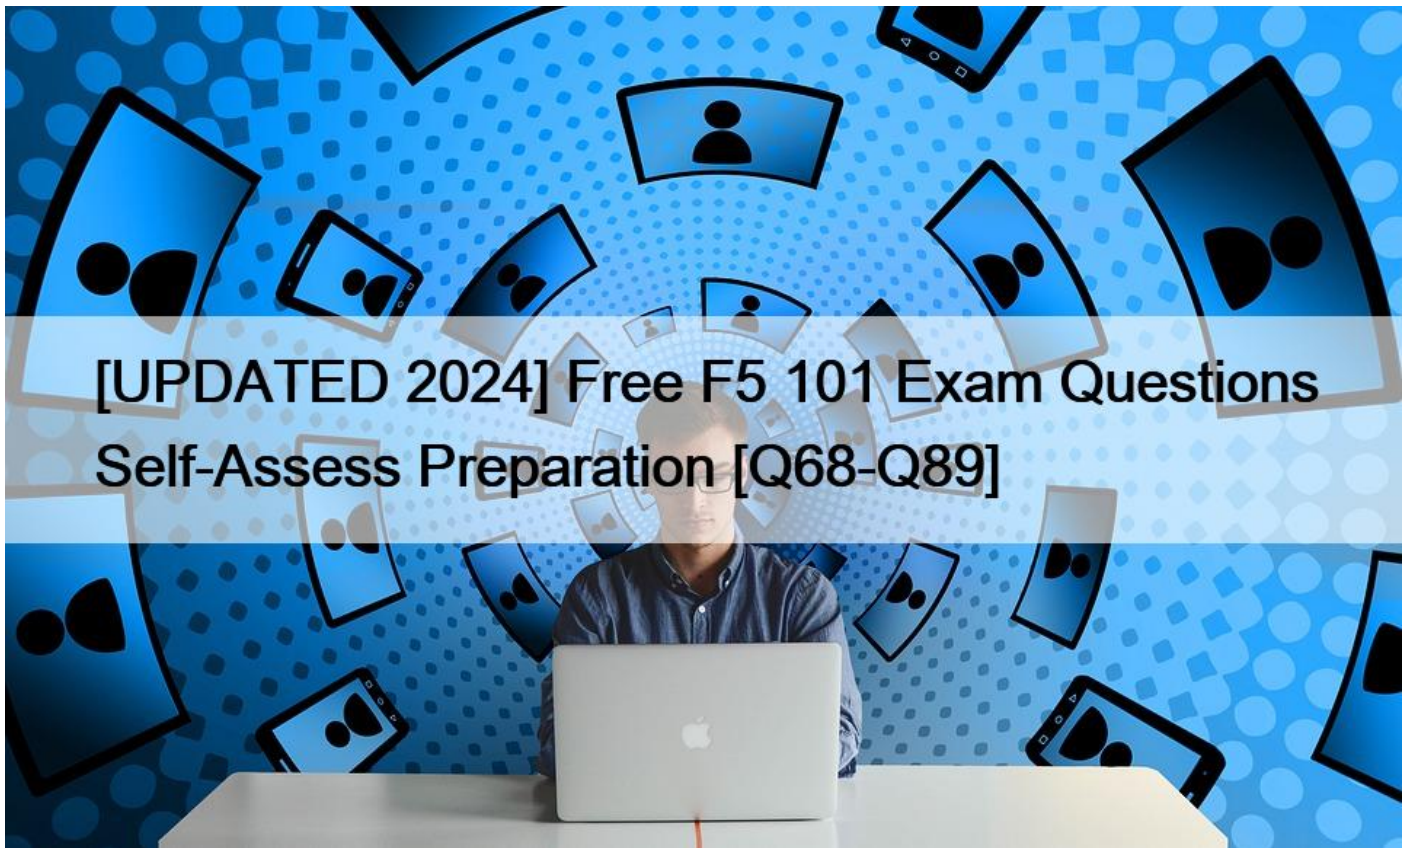 [UPDATED 2024] Free F5 101 Exam Questions
Self-Assess Preparation [Q68-Q89]